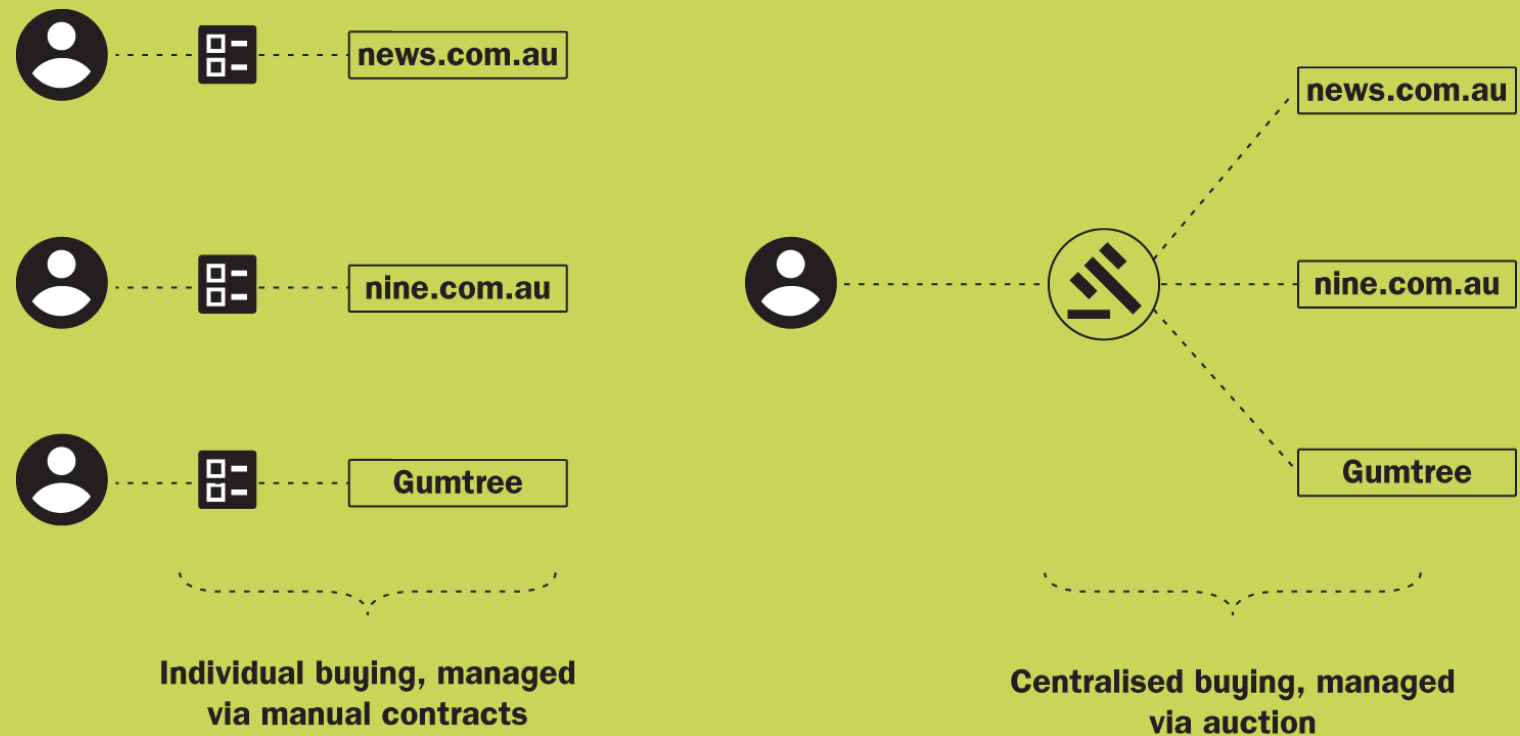 news.com.au
nine.com.au
Gumtree
Individual buying, managed
via manual contracts
news.com.au
nine.com.au
Gumtree
Centralised buying, managed
via auction